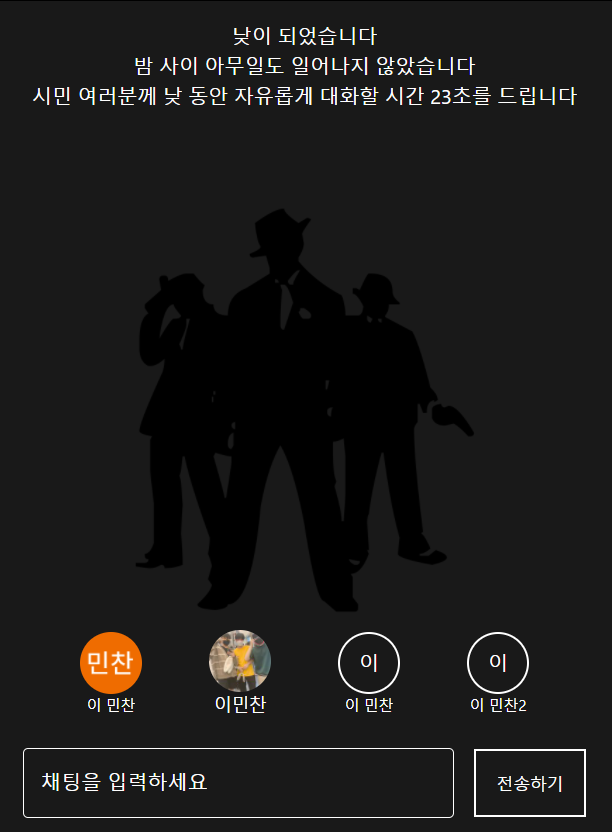 낮이 되었습니다
밤 사이 아무일도 일어나지 않았습니다
시민 여러분께 낮 동안 자유롭게 대화할 시간 23초를 드립니다
민찬
이
이
이 민찬
이민찬
이 민찬
이 민찬2
채팅을 입력하세요
전송하기